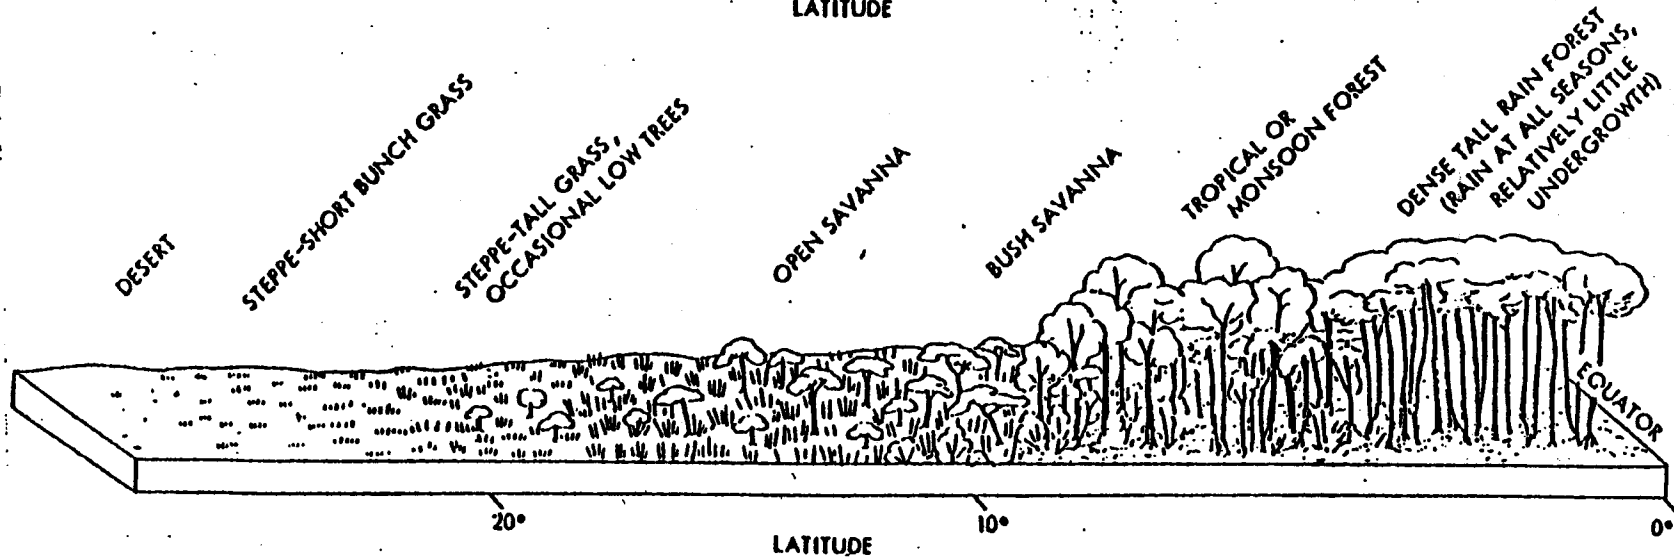 LATITUDE
DESERT
STEPPE-SHORT BUNCH GRASS
STEPPE-TALL GRASS,
OCCASIONAL LOW TREES
OPEN SAVANNA
BUSH SAVANNA
TROPICAL OR
MONSOON FOREST
DENSE TALL RAIN FOREST
(RAIN AT ALL SEASONS,
RELATIVELY LITTLE
UNDERGROWTH)
EQUATOR
20°
10°
0°
LATITUDE